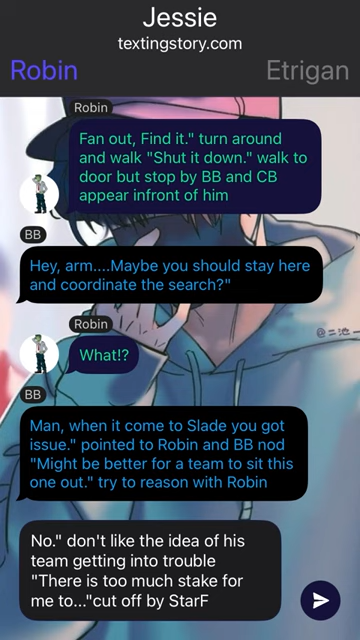 Jessie
textingstory.com
Robin
Etrigan
Robin
Fan out, Find it." turn around
and walk "Shut it down." walk to
door but stop by BB and CB
appear infront of him
BB
Hey, arm....Maybe you should stay here
and coordinate the search?"
@二池一
Robin
What!?
BB
Man, when it come to Slade you got
issue." pointed to Robin and BB nod
"Might be better for a team to sit this
one out." try to reason with Robin
No." don't like the idea of his
team getting into trouble
"There is too much stake for
me to..."cut off by StarF